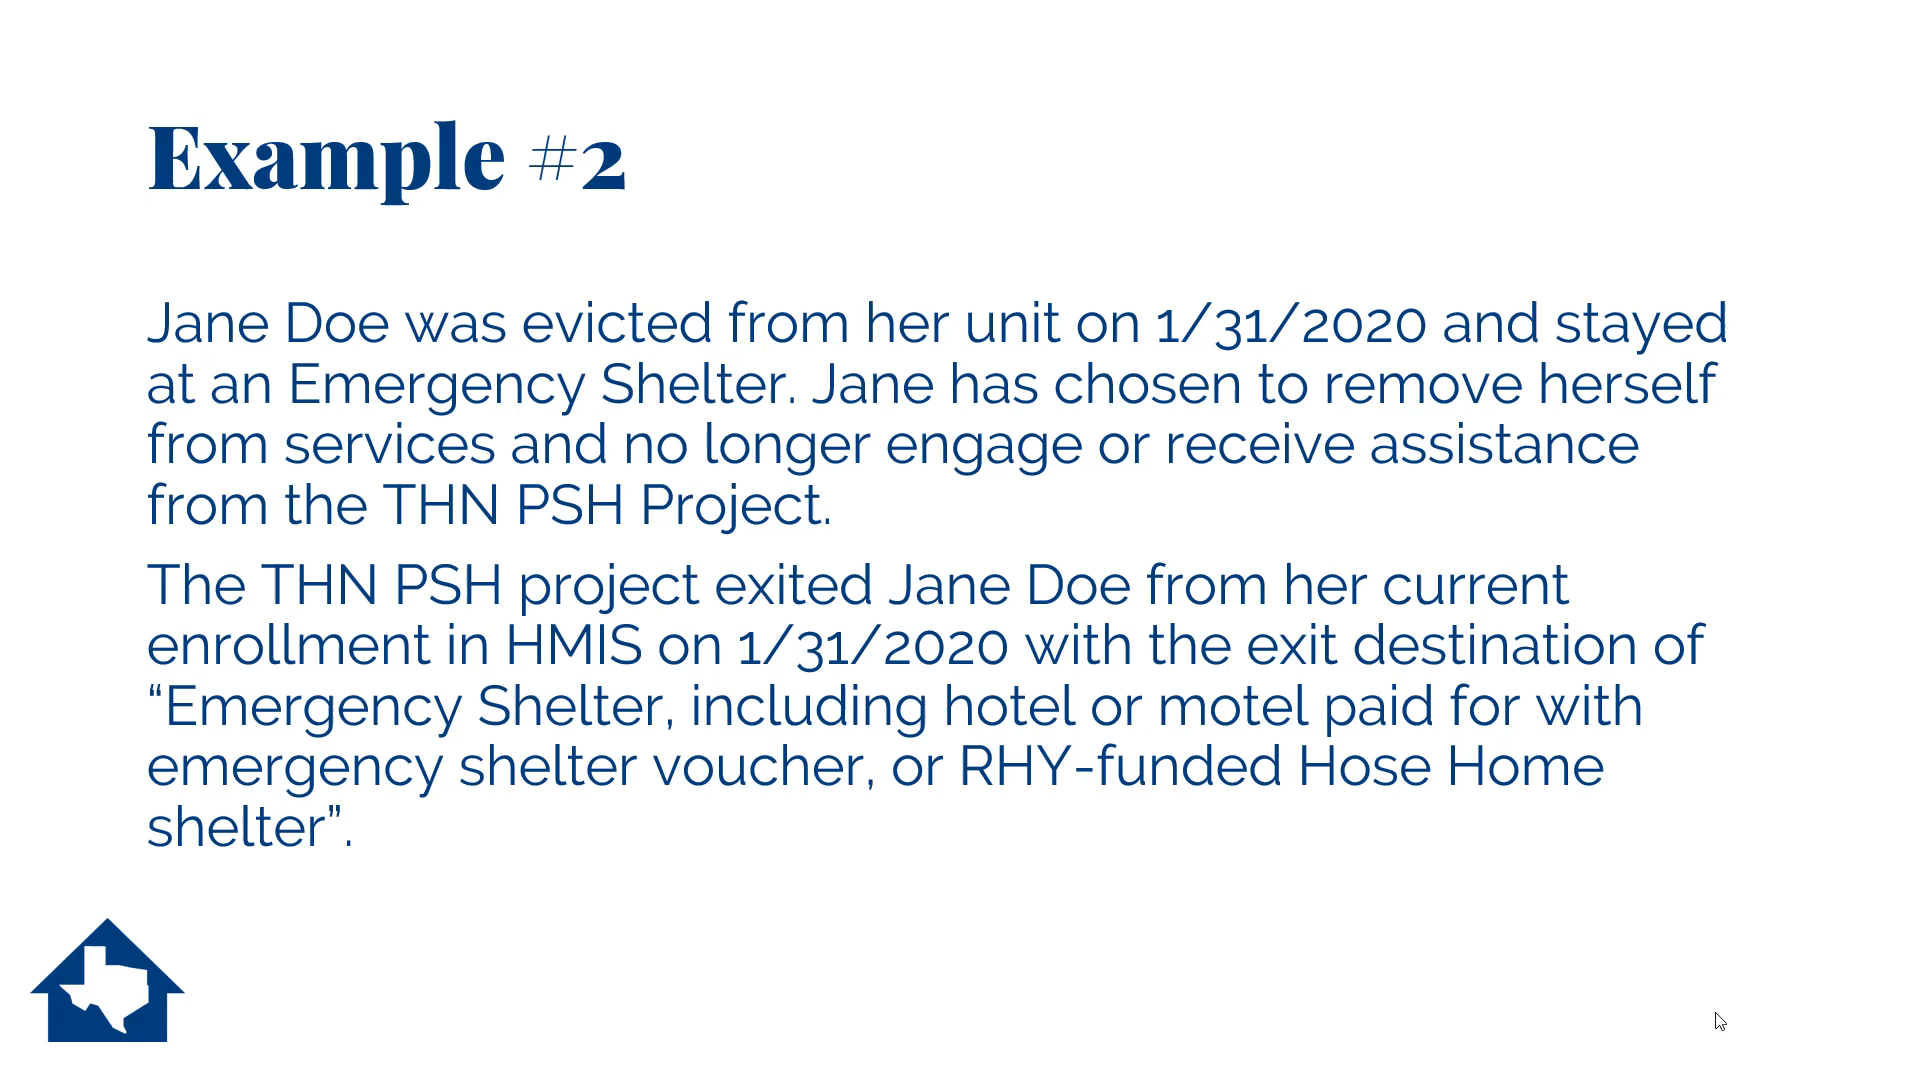 Example #2
Jane Doe was evicted from her unit on 1/31/2020 and stayed
at an Emergency Shelter. Jane has chosen to remove herself
from services and no longer engage or receive assistance
from the THN PSH Project.
The THN PSH project exited Jane Doe from her current
enrollment in HMIS on 1/31/2020 with the exit destination of
“Emergency Shelter, including hotel or motel paid for with
emergency shelter voucher, or RHY-funded Hose Home
shelter”.